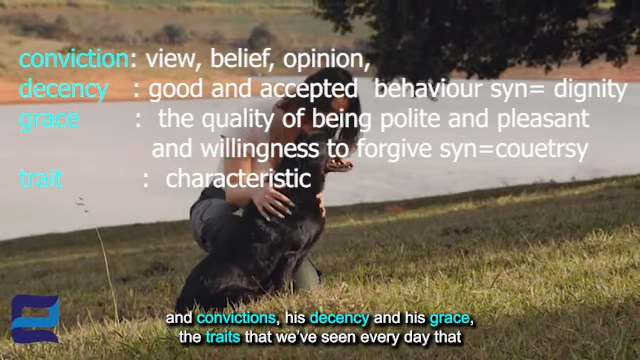 conviction: view, belief, opinion,
decency : good and accepted behaviour syn= dignity
grace : the quality of being polite and pleasant
and willingness to forgive syn=couetrsy
trait : characteristic
and convictions, his decency and his grace,
the traits that we've seen every day that